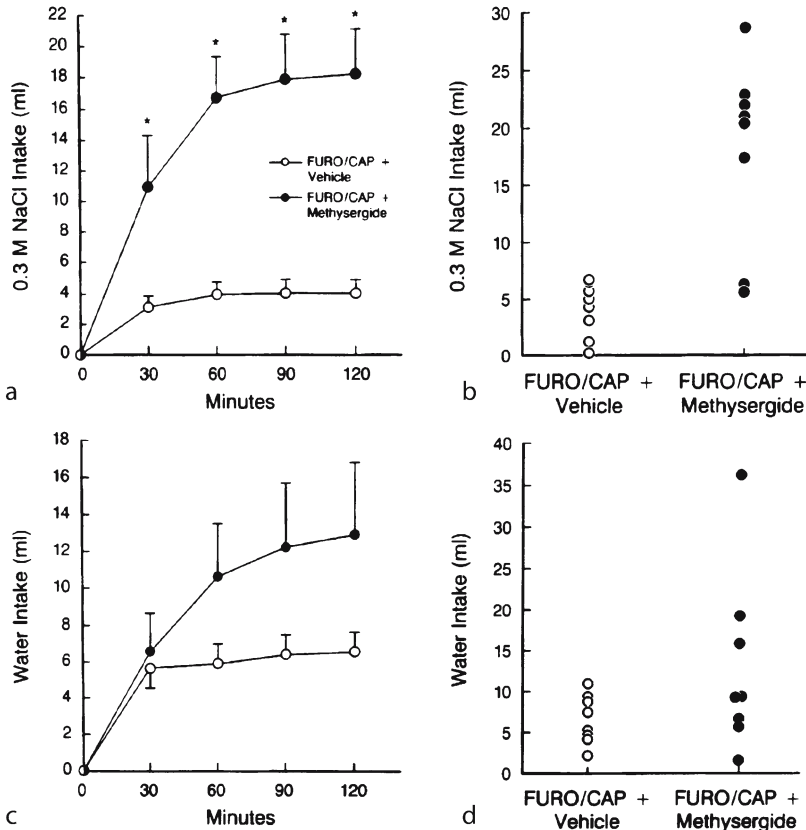 22
20
18
16
14
12
10
8
6
4
2
0
0.3 M NaCl Intake (ml)
*
*
*
*
FURO/CAP +
Vehicle
FURO/CAP +
Methysergide
0
30
60
90
120
Minutes
a
30
25
20
15
10
5
0
0.3 M NaCl Intake (ml)
FURO/CAP +
Vehicle
FURO/CAP +
Methysergide
b
18
16
14
12
10
8
6
4
2
0
Water Intake (ml)
0
30
60
90
120
Minutes
c
40
35
30
25
20
15
10
5
0
Water Intake (ml)
FURO/CAP +
Vehicle
FURO/CAP +
Methysergide
d